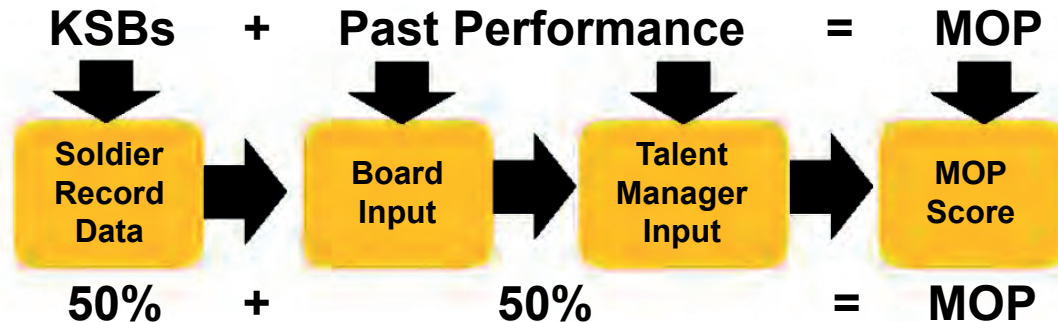 KSBs + Past Performance = MOP
Soldier
Record
Data
Board
Input
Talent
Manager
Input
MOP
Score
50% + 50% = MOP